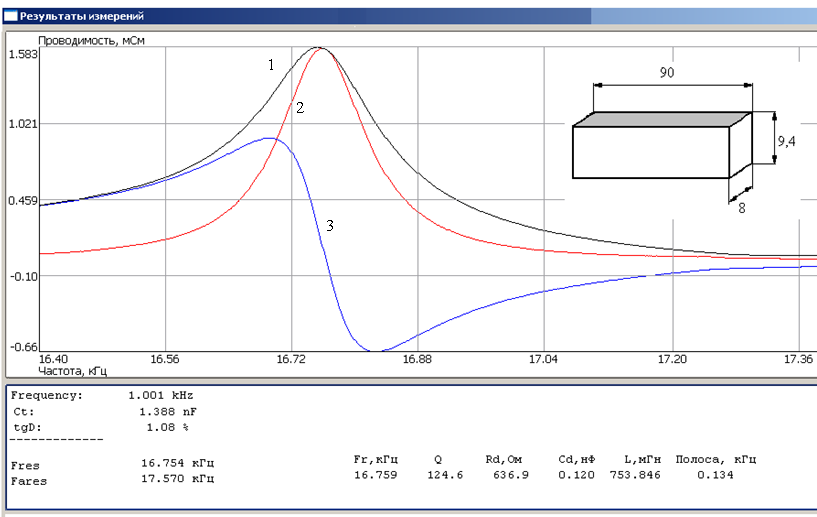 Результаты измерений
Проводимость, мСм
1.583
1.021
0.459
-0.10
-0.66
1
2
3
90
9,4
8
16.40 16.56 16.72 16.88 17.04 17.20 17.36
Частота, кГц
Frequency: 1.001 kHz
Ct: 1.388 nF
tgD: 1.08 %
-------------
Fres 16.754 кГц
Fares 17.570 кГц
Fr,кГц Q Rd,Ом Cd,нФ L,мГн Полоса, кГц
16.759 124.6 636.9 0.120 753.846 0.134